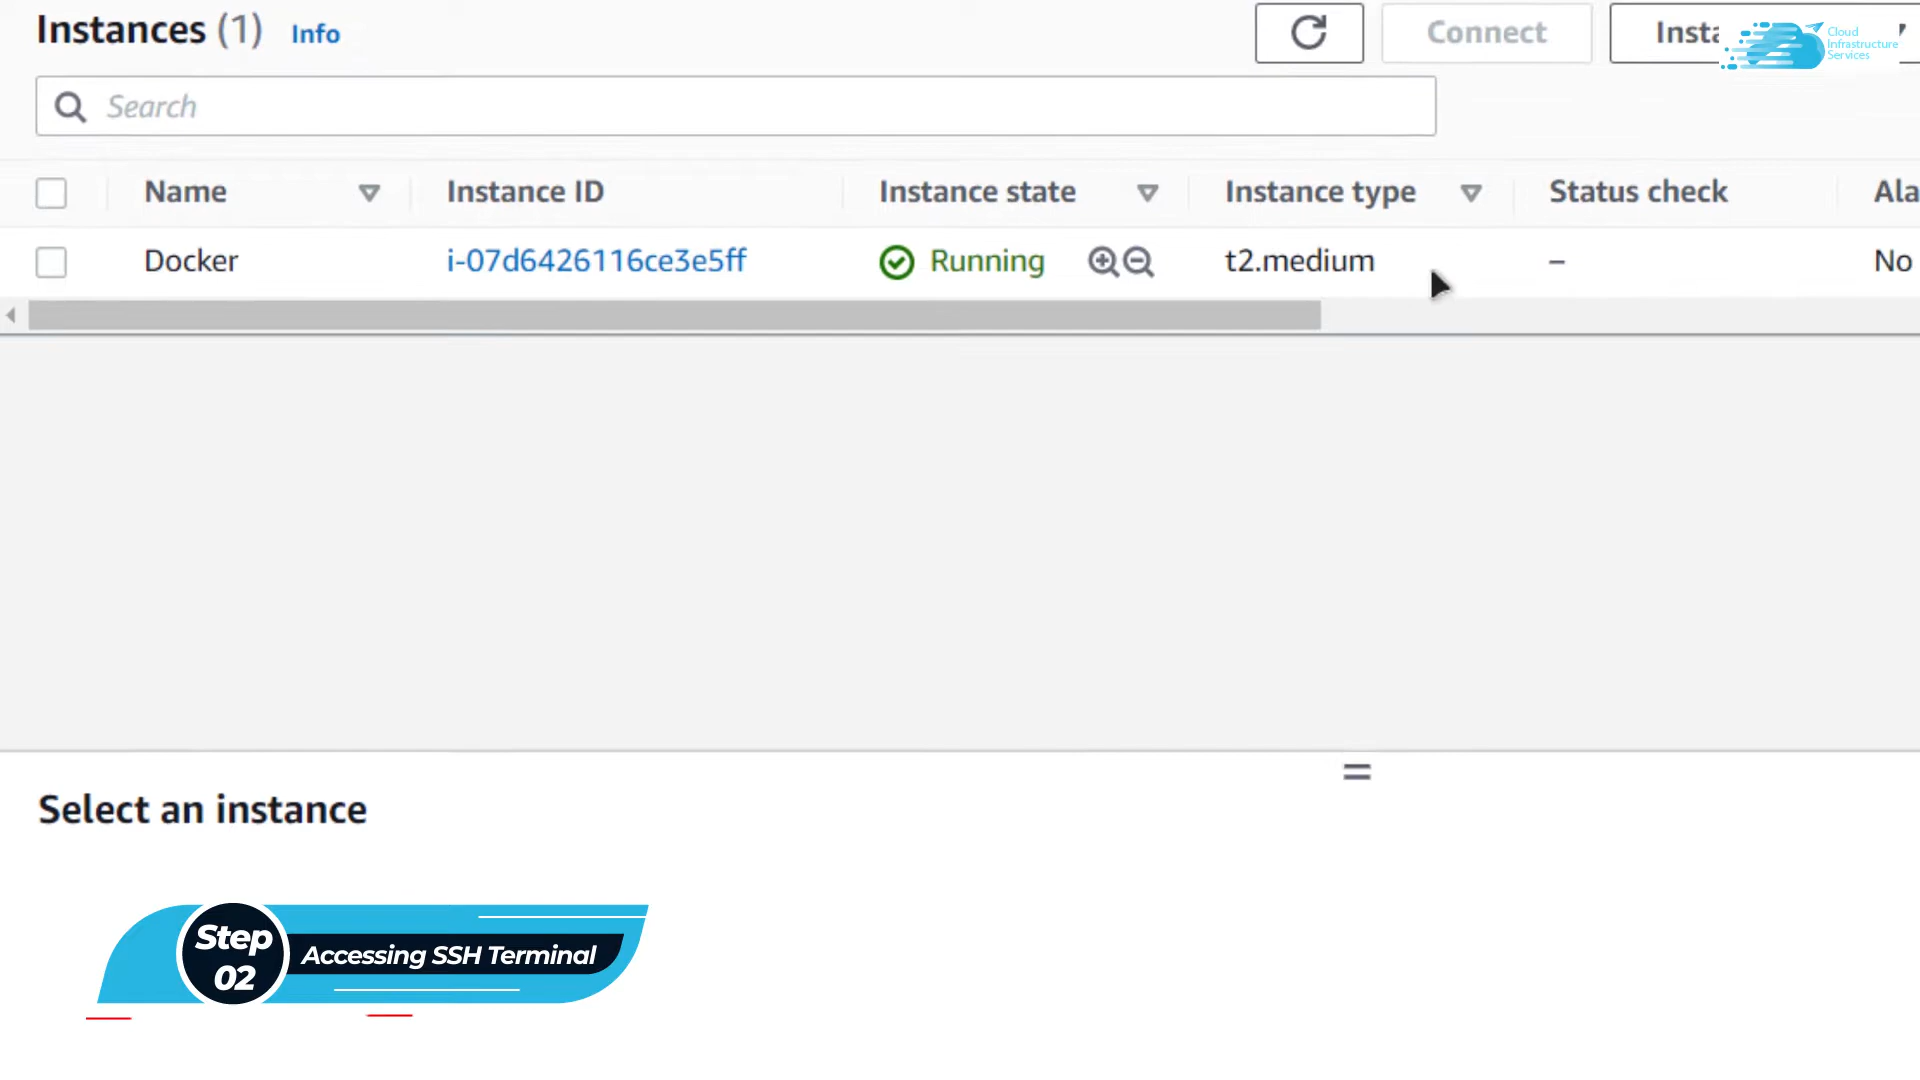 Instances (1) Info
Connect
Insta
Cloud
Infrastructure
Services
Search
Name
Instance ID
Instance state
Instance type
Status check
Ala
Docker
i-07d6426116ce3e5ff
Running
t2.medium
–
No
Select an instance
Step
02
Accessing SSH Terminal